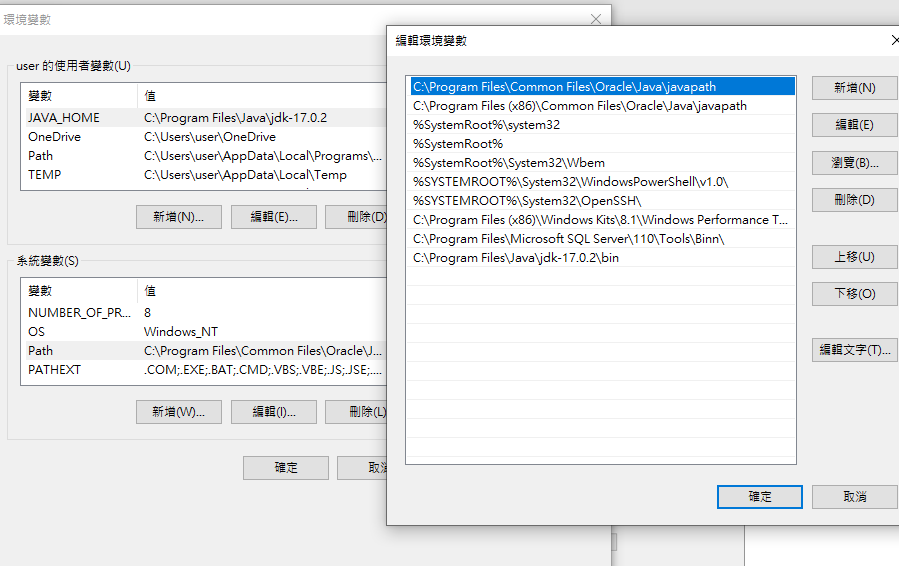 環境變數
user 的使用者變數(U)
變數 值
JAVA_HOME C:\Program Files\Java\jdk-17.0.2
OneDrive C:\Users\user\OneDrive
Path C:\Users\user\AppData\Local\Programs\...
TEMP C:\Users\user\AppData\Local\Temp
新增(N)... 編輯(E)... 刪除(D)
系統變數(S)
變數 值
NUMBER_OF_PR... 8
OS Windows_NT
Path C:\Program Files\Common Files\Oracle\J...
PATHEXT .COM;.EXE;.BAT;.CMD;.VBS;.VBE;.JS;.JSE;...
新增(W)... 編輯(I)... 刪除(L)
確定 取消
編輯環境變數
C:\Program Files\Common Files\Oracle\Java\javapath
C:\Program Files (x86)\Common Files\Oracle\Java\javapath
%SystemRoot%\system32
%SystemRoot%
%SystemRoot%\System32\Wbem
%SYSTEMROOT%\System32\WindowsPowerShell\v1.0\
%SYSTEMROOT%\System32\OpenSSH\
C:\Program Files (x86)\Windows Kits\8.1\Windows Performance T...
C:\Program Files\Microsoft SQL Server\110\Tools\Binn\
C:\Program Files\Java\jdk-17.0.2\bin
新增(N)
編輯(E)
瀏覽(B)...
刪除(D)
上移(U)
下移(O)
編輯文字(T)...
確定 取消